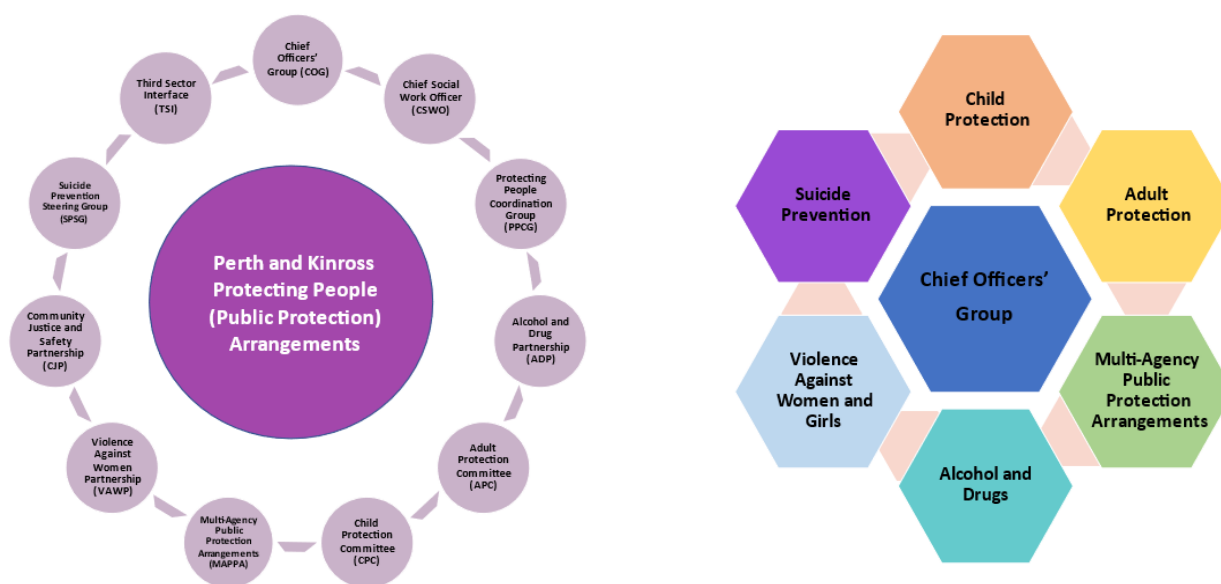 Chief
Officers’
Group (COG)
Chief Social
Work Officer
(CSWO)
Protecting
People
Coordination
Group
(PPCG)
Alcohol and
Drug
Partnership
(ADP)
Adult
Protection
Committee
(APC)
Child
Protection
Committee
(CPC)
Multi-Agency
Public
Protection
Arrangements
(MAPPA)
Violence
Against
Women
Partnership
(VAWP)
Community
Justice and
Safety
Partnership
(CJP)
Suicide
Prevention
Steering Group
(SPSG)
Third Sector
Interface
(TSI)
Perth and Kinross
Protecting People
(Public Protection)
Arrangements
Child
Protection
Adult
Protection
Multi-Agency
Public
Protection
Arrangements
Alcohol and
Drugs
Violence
Against
Women and
Girls
Suicide
Prevention
Chief Officers’
Group